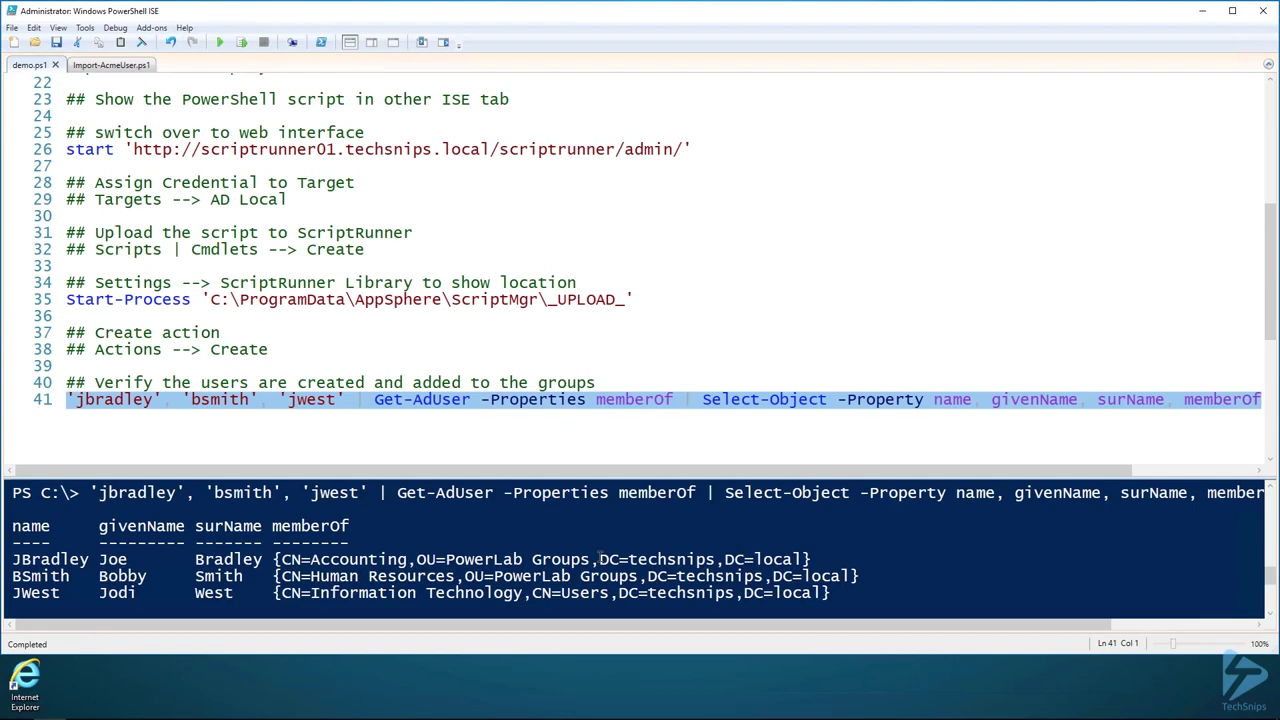 Administrator: Windows PowerShell ISE
File Edit View Tools Debug Add-ons Help
demo.ps1 Import-AcmeUser.ps1
22
23 ## Show the PowerShell script in other ISE tab
24
25 ## switch over to web interface
26 start 'http://scriptrunner01.techsnips.local/scriptrunner/admin/'
27
28 ## Assign Credential to Target
29 ## Targets --> AD Local
30
31 ## Upload the script to ScriptRunner
32 ## Scripts | Cmdlets --> Create
33
34 ## Settings --> ScriptRunner Library to show location
35 Start-Process 'C:\ProgramData\AppSphere\ScriptMgr\_UPLOAD_'
36
37 ## Create action
38 ## Actions --> Create
39
40 ## Verify the users are created and added to the groups
41 'jbradley', 'bsmith', 'jwest' | Get-AdUser -Properties memberOf | Select-Object -Property name, givenName, surName, memberOf
PS C:\> 'jbradley', 'bsmith', 'jwest' | Get-AdUser -Properties memberOf | Select-Object -Property name, givenName, surName, member
name givenName surName memberOf
---- --------- ------- --------
JBradley Joe Bradley {CN=Accounting,OU=PowerLab Groups,DC=techsnips,DC=local}
BSmith Bobby Smith {CN=Human Resources,OU=PowerLab Groups,DC=techsnips,DC=local}
JWest Jodi West {CN=Information Technology,CN=Users,DC=techsnips,DC=local}
Completed Ln 41 Col 1 100%
Internet
Explorer
TechSnips